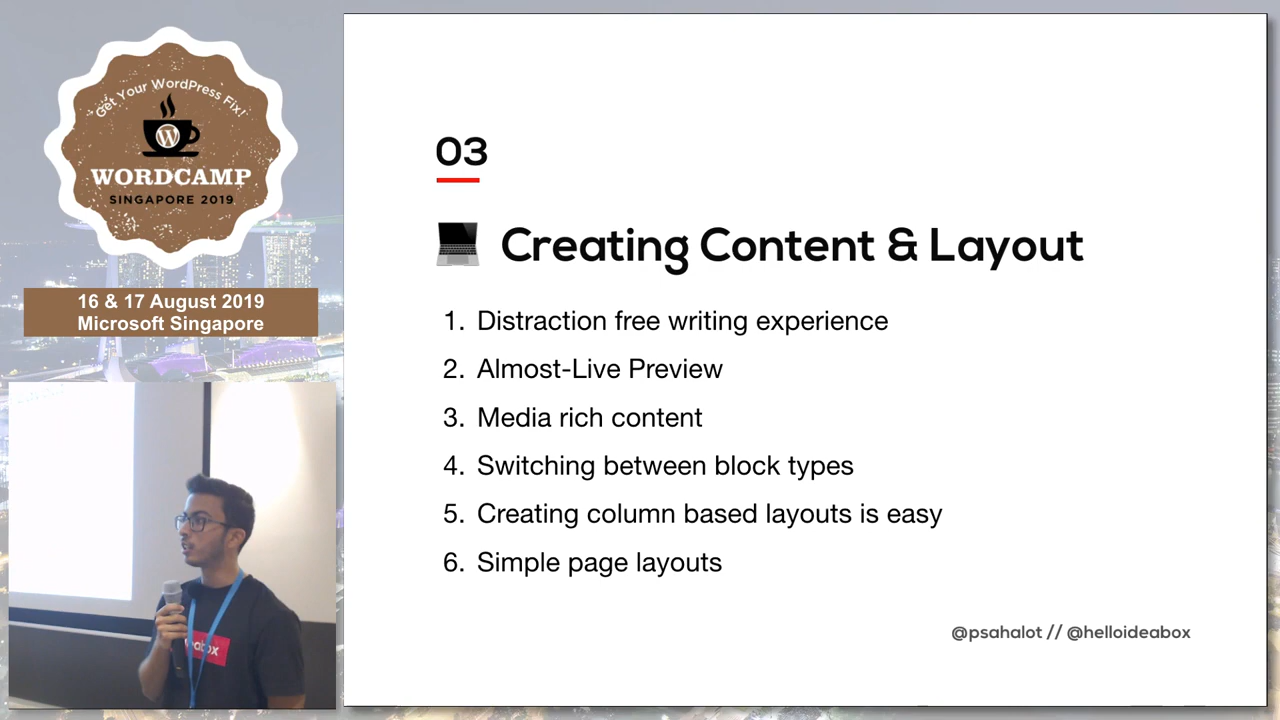 Get Your WordPress Fix!
WORDCAMP
SINGAPORE 2019
16 & 17 August 2019
Microsoft Singapore
03
Creating Content & Layout
1. Distraction free writing experience
2. Almost-Live Preview
3. Media rich content
4. Switching between block types
5. Creating column based layouts is easy
6. Simple page layouts
@psahalot // @helloideabox